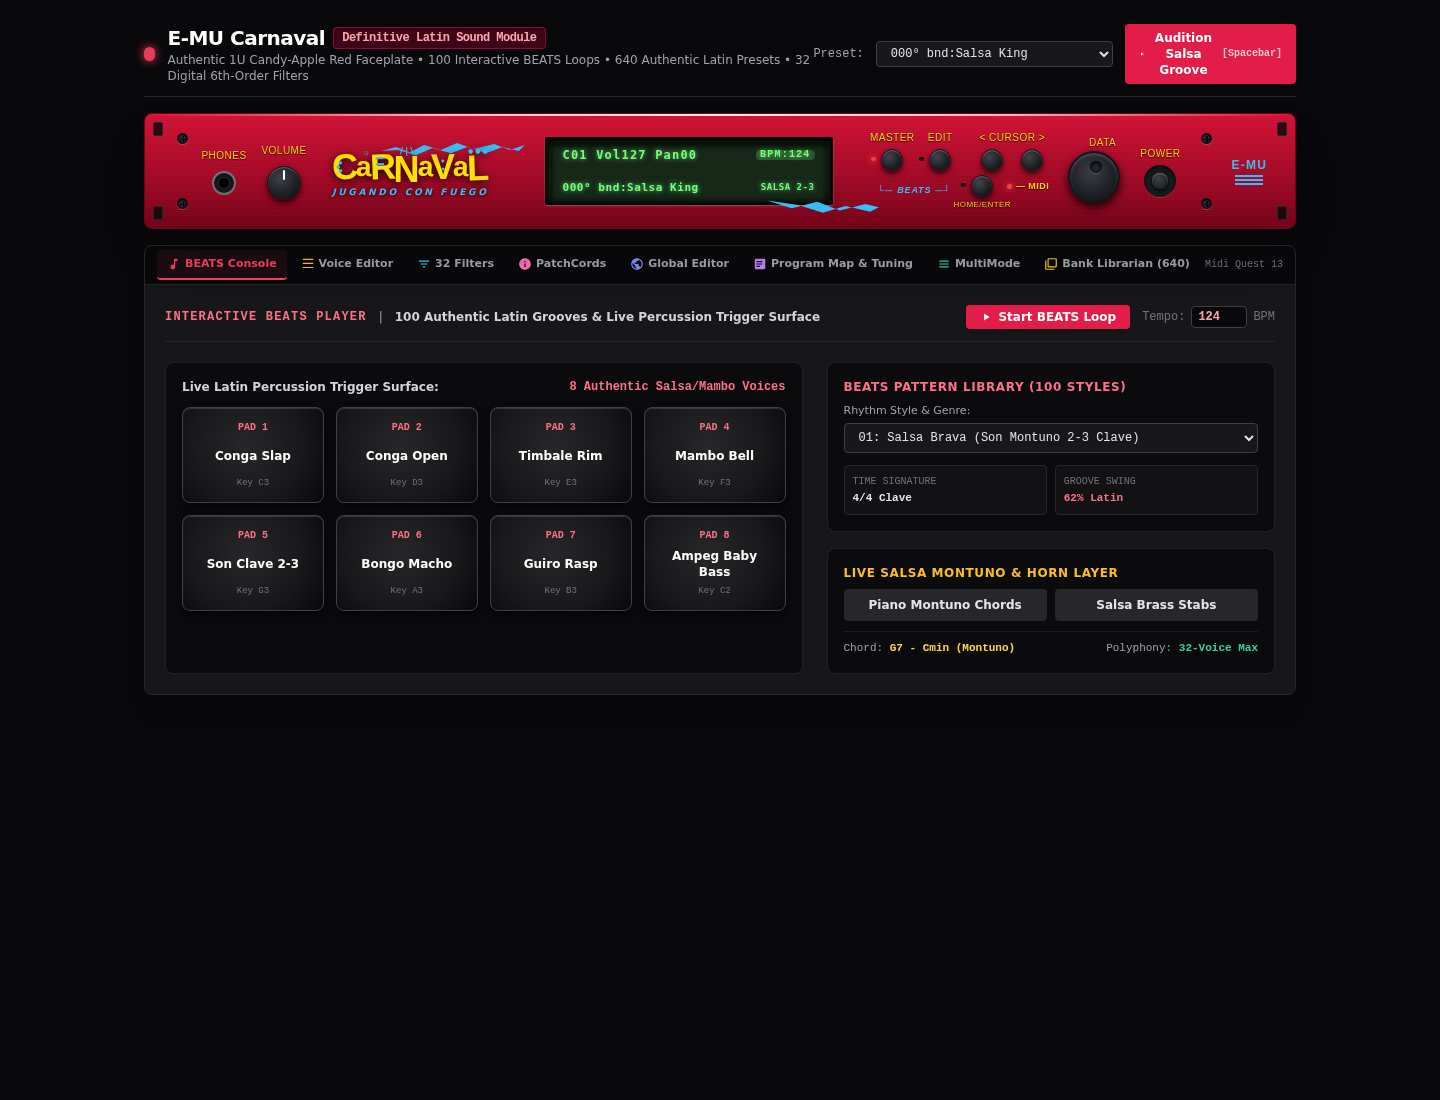 E-MU Carnaval
Definitive Latin Sound Module
Authentic 1U Candy-Apple Red Faceplate • 100 Interactive BEATS Loops • 640 Authentic Latin Presets • 32
Digital 6th-Order Filters
Preset:
000° bnd:Salsa King
Audition
Salsa
Groove
[Spacebar]
PHONES
VOLUME
CaRNaVaL
JUGANDO CON FUEGO
C01 Vol127 Pan00
BPM:124
000° bnd:Salsa King
SALSA 2-3
MASTER
EDIT
< CURSOR >
BEATS
— MIDI
HOME/ENTER
DATA
POWER
E-MU
BEATS Console
Voice Editor
32 Filters
PatchCords
Global Editor
Program Map & Tuning
MultiMode
Bank Librarian (640)
Midi Quest 13
INTERACTIVE BEATS PLAYER | 100 Authentic Latin Grooves & Live Percussion Trigger Surface
Start BEATS Loop
Tempo: 124 BPM
Live Latin Percussion Trigger Surface:
8 Authentic Salsa/Mambo Voices
PAD 1
Conga Slap
Key C3
PAD 2
Conga Open
Key D3
PAD 3
Timbale Rim
Key E3
PAD 4
Mambo Bell
Key F3
PAD 5
Son Clave 2-3
Key G3
PAD 6
Bongo Macho
Key A3
PAD 7
Guiro Rasp
Key B3
PAD 8
Ampeg Baby
Bass
Key C2
BEATS PATTERN LIBRARY (100 STYLES)
Rhythm Style & Genre:
01: Salsa Brava (Son Montuno 2-3 Clave)
TIME SIGNATURE
4/4 Clave
GROOVE SWING
62% Latin
LIVE SALSA MONTUNO & HORN LAYER
Piano Montuno Chords
Salsa Brass Stabs
Chord: G7 - Cmin (Montuno)
Polyphony: 32-Voice Max